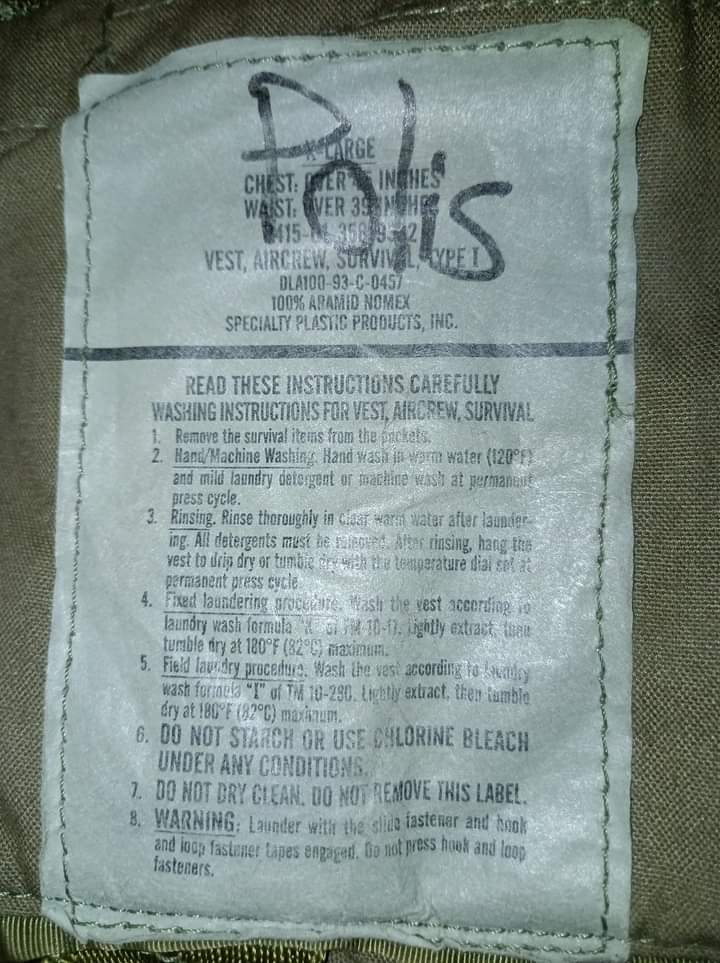 Polis
X-LARGE
CHEST: OVER INCHES
WAIST: OVER 39 INCHES
VEST, AIRCREW, SURVIVAL, TYPE I
DLA100-93-C-0457
100% ARAMID NOMEX
SPECIALTY PLASTIC PRODUCTS, INC.
READ THESE INSTRUCTIONS CAREFULLY
WASHING INSTRUCTIONS FOR VEST, AIRCREW, SURVIVAL
1. Remove the survival items from the pockets.
2. Hand/Machine Washing. Hand wash in warm water (120°F)
and mild laundry detergent or machine wash at permanent
press cycle.
3. Rinsing. Rinse thoroughly in clear warm water after launder-
ing. All detergents must be removed. After rinsing, hang the
vest to drip dry or tumble dry with the temperature dial set at
permanent press cycle.
4. Fixed laundering procedure. Wash the vest according to
laundry wash formula of 10-17. Lightly extract, then
tumble dry at 180°F (82°C) maximum.
5. Field laundry procedure. Wash the vest according to laundry
wash formula "I" of TM 10-280. Lightly extract, then tumble
dry at 180°F (82°C) maximum.
6. DO NOT STARCH OR USE CHLORINE BLEACH
UNDER ANY CONDITIONS.
7. DO NOT DRY CLEAN. DO NOT REMOVE THIS LABEL.
8. WARNING: Launder with the slide fastener and hook
and loop fastener tapes engaged. Do not press hook and loop
fasteners.